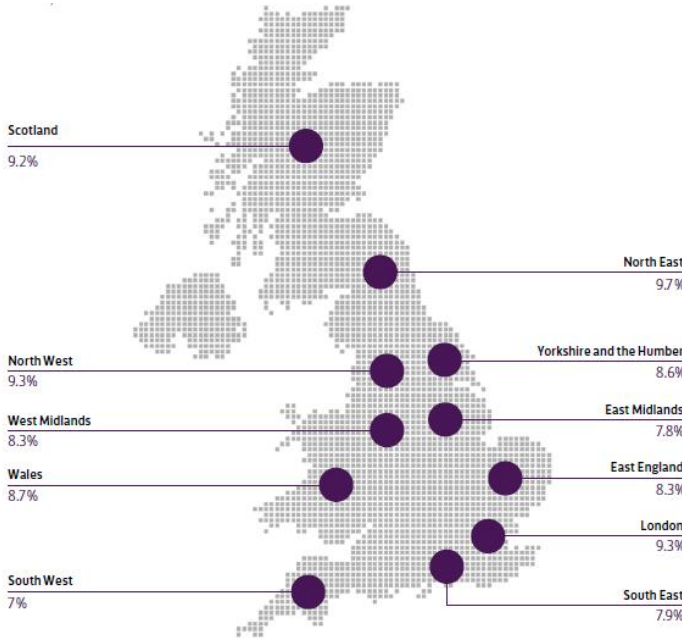 Scotland
9.2%
North East
9.7%
North West
9.3%
Yorkshire and the Humber
8.6%
West Midlands
8.3%
East Midlands
7.8%
Wales
8.7%
East England
8.3%
London
9.3%
South West
7%
South East
7.9%